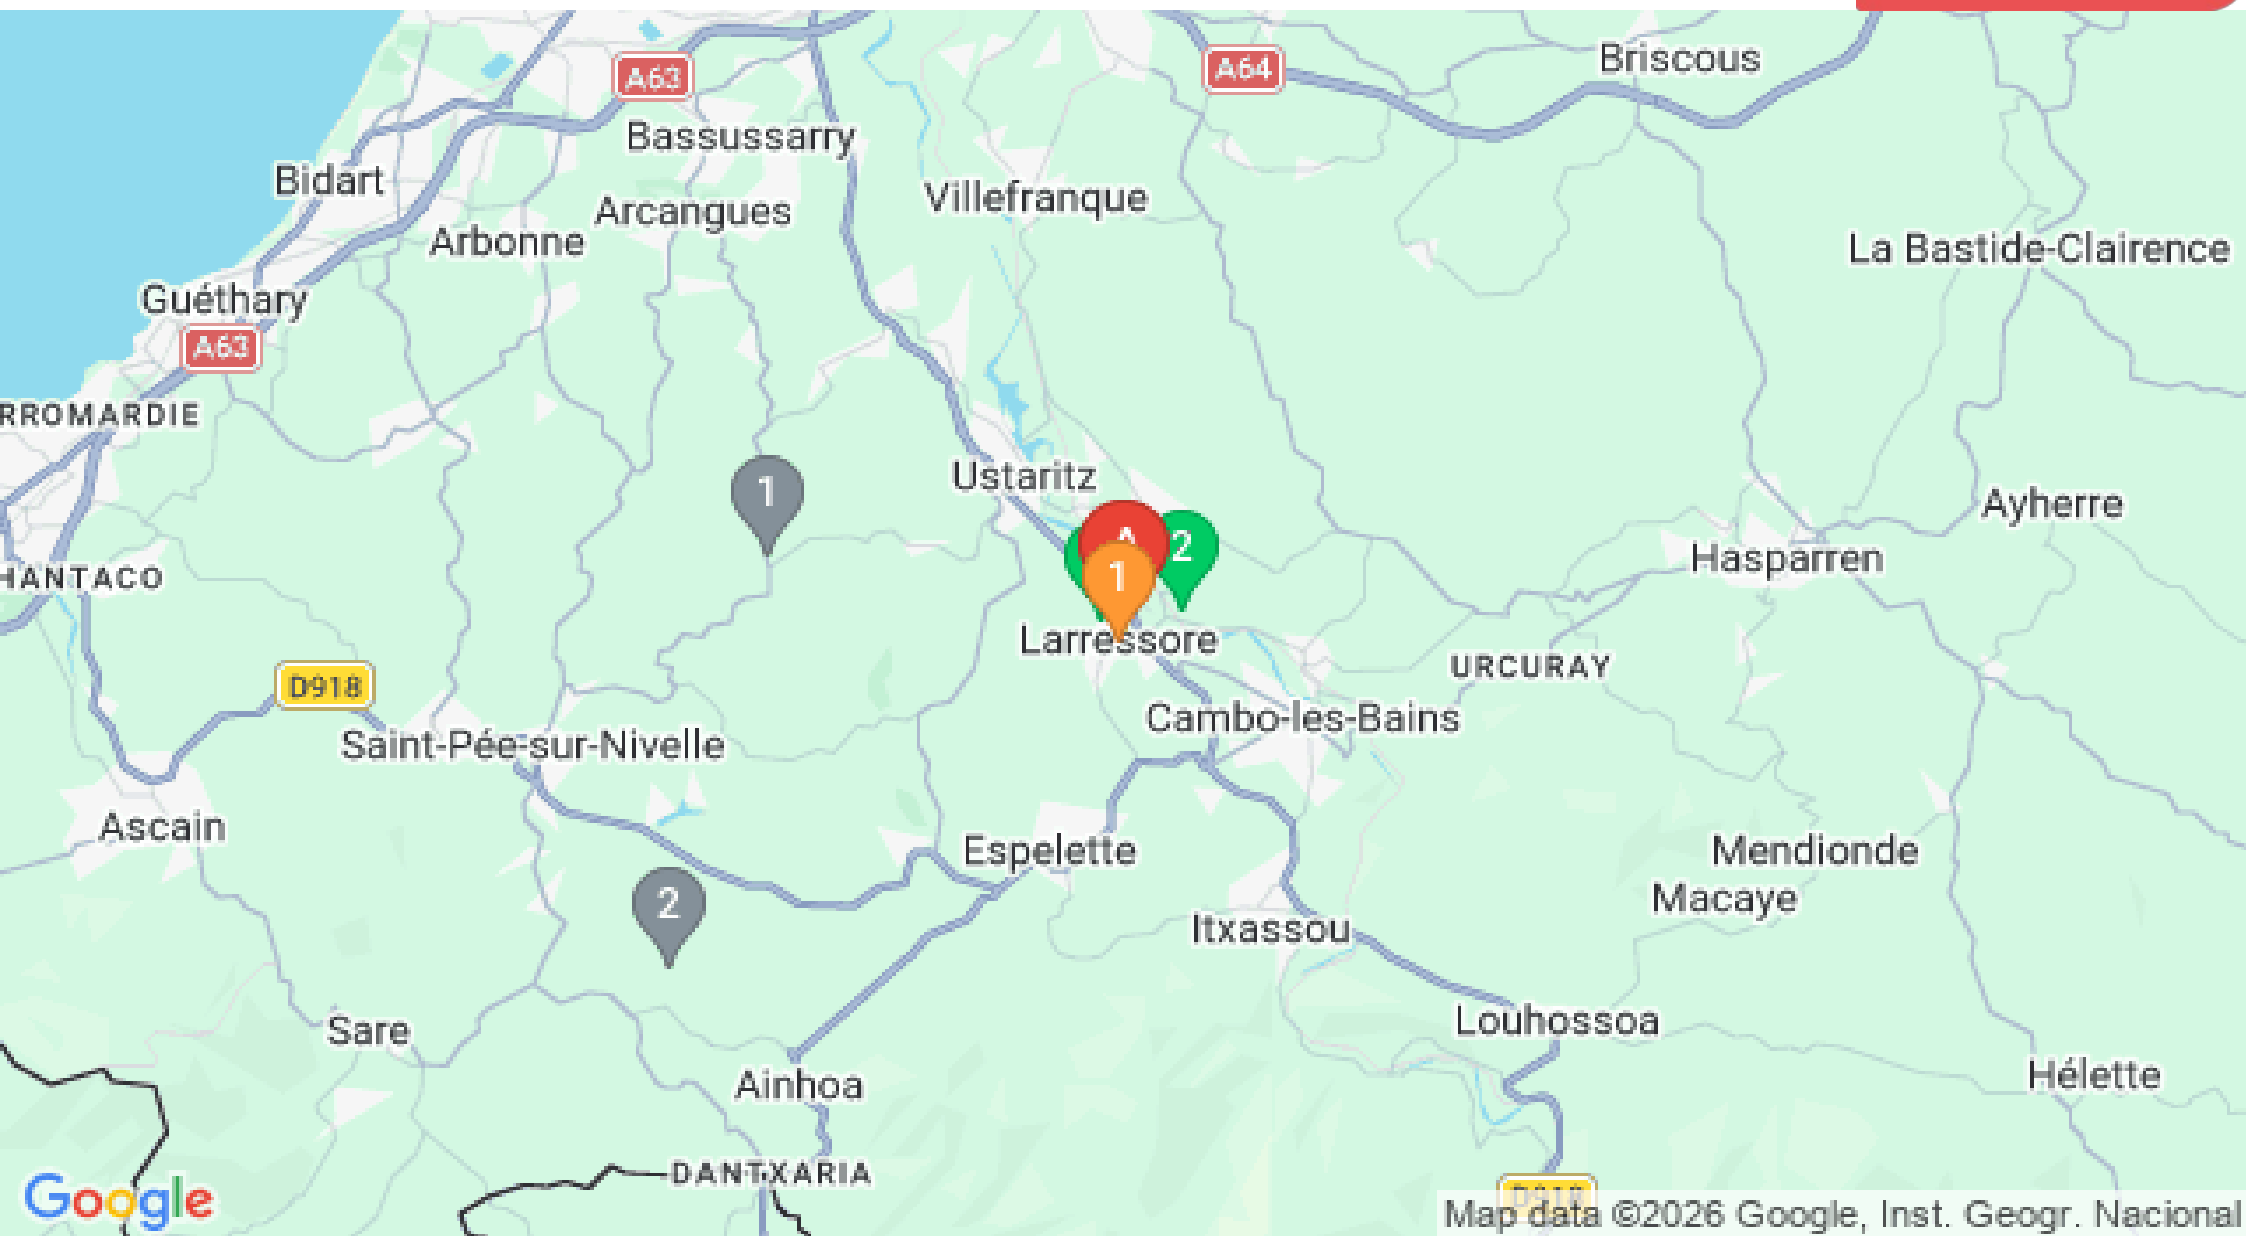 Briscous
A63
A64
Bassussarry
Bidart
Villefranque
Arcangues
Arbonne
La Bastide-Clairence
Guéthary
A63
RROMARDIE
Ustaritz
1
Ayherre
A
2
Hasparren
1
HANTACO
Larressore
URCURAY
D918
Cambo-les-Bains
Saint-Pée-sur-Nivelle
Ascain
Espelette
Mendionde
2
Macaye
Itxassou
Louhossoa
Sare
Hélette
Ainhoa
DANTXARIA
D918
Google
Map data ©2026 Google, Inst. Geogr. Nacional